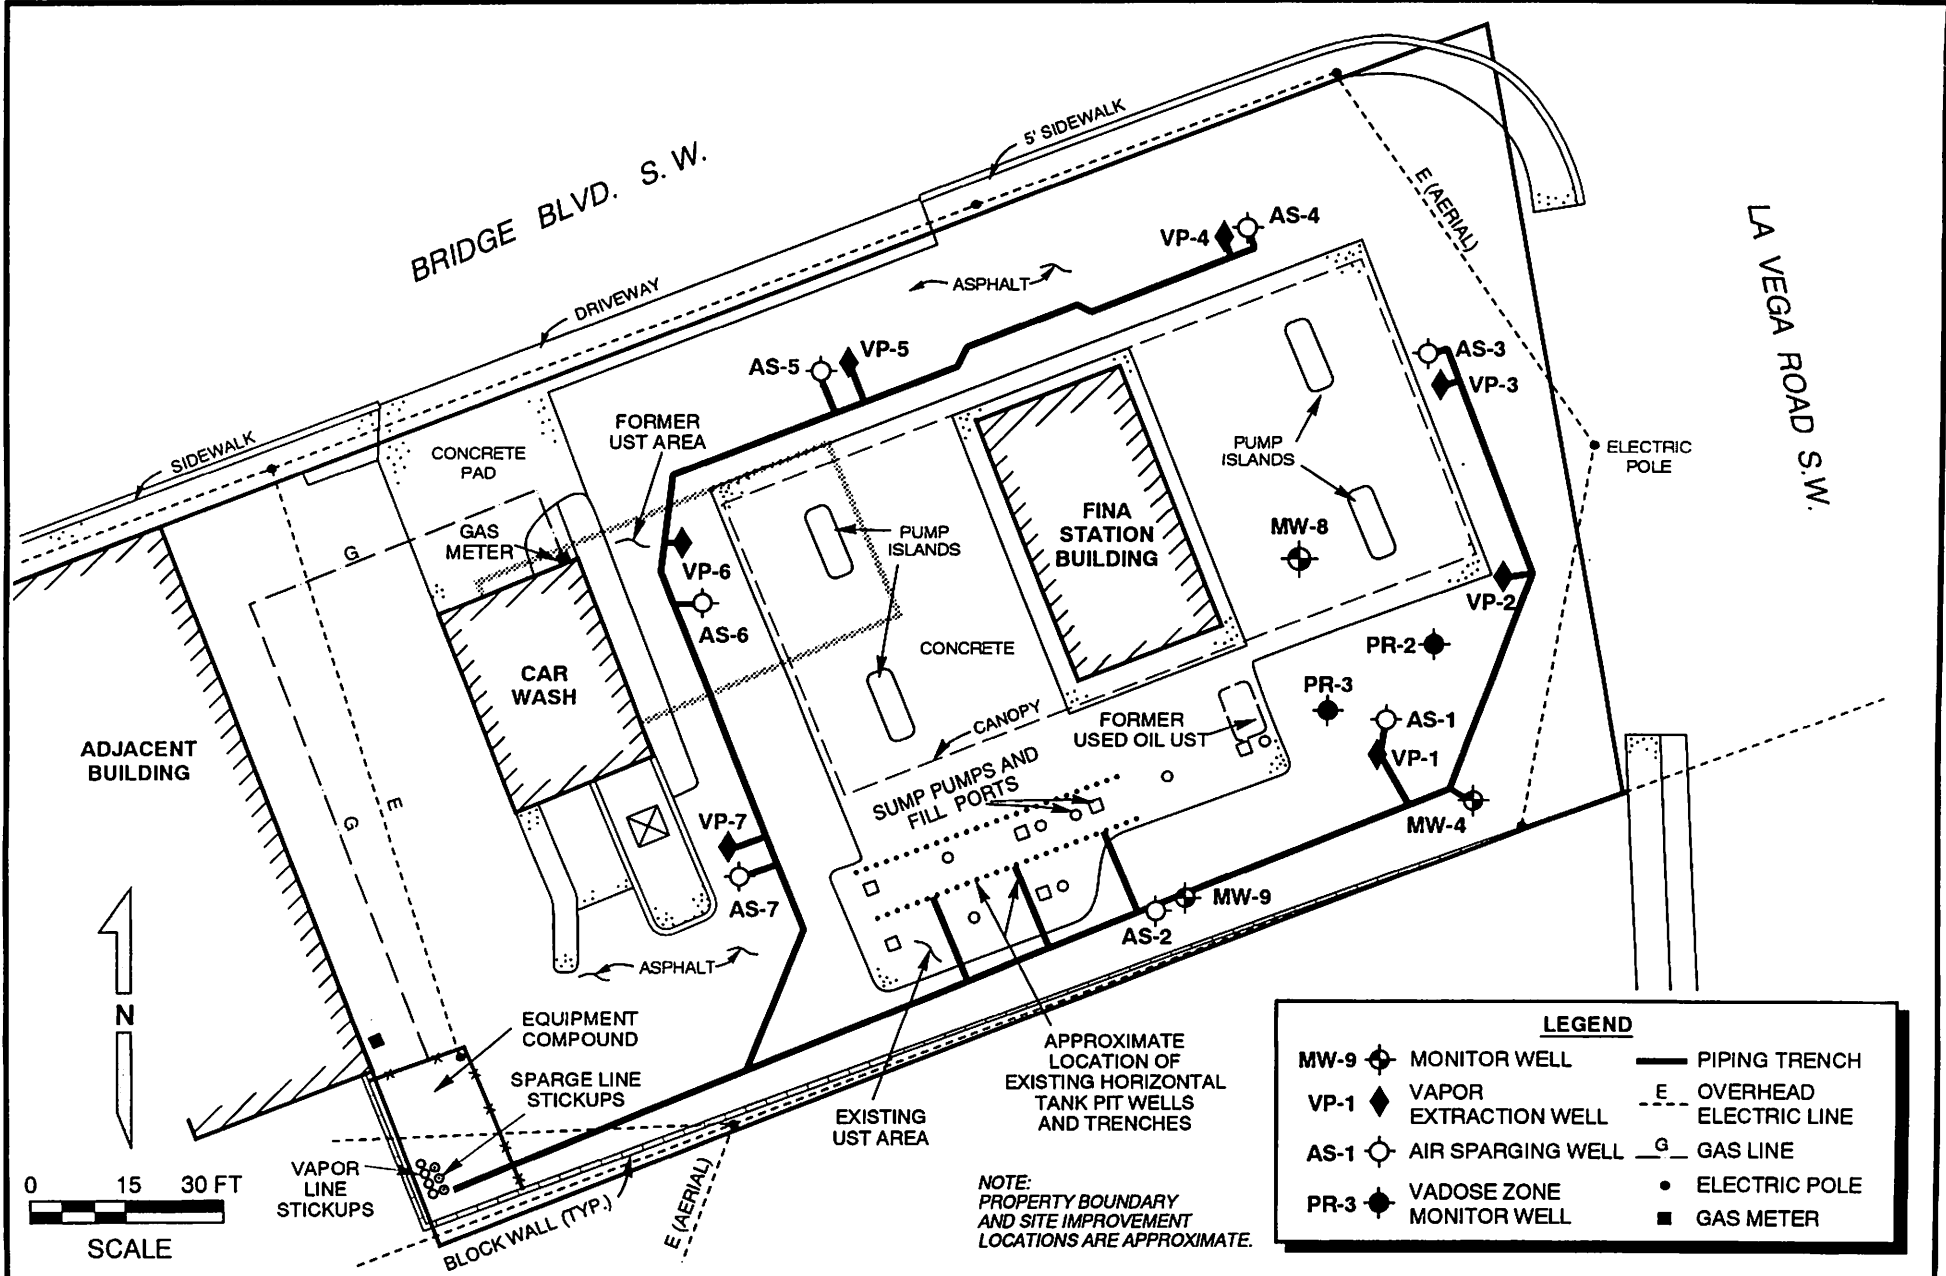 5' SIDEWALK
BRIDGE BLVD. S. W.
E (AERIAL)
LA VEGA ROAD S.W.
AS-4
VP-4
ASPHALT
DRIVEWAY
AS-3
VP-3
VP-5
AS-5
FORMER
UST AREA
SIDEWALK
CONCRETE
PAD
PUMP
ISLANDS
ELECTRIC
POLE
FINA
STATION
BUILDING
MW-8
GAS
METER
G
PUMP
ISLANDS
VP-6
AS-6
VP-2
CONCRETE
PR-2
CAR
WASH
PR-3
CANOPY
FORMER
USED OIL UST
AS-1
ADJACENT
BUILDING
VP-1
SUMP PUMPS AND
FILL PORTS
E
G
VP-7
MW-4
AS-7
MW-9
AS-2
ASPHALT
N
EQUIPMENT
COMPOUND
SPARGE LINE
STICKUPS
EXISTING
UST AREA
APPROXIMATE
LOCATION OF
EXISTING HORIZONTAL
TANK PIT WELLS
AND TRENCHES
VAPOR
LINE
STICKUPS
BLOCK WALL (TYP.)
E (AERIAL)
0 15 30 FT
SCALE
NOTE:
PROPERTY BOUNDARY
AND SITE IMPROVEMENT
LOCATIONS ARE APPROXIMATE.
LEGEND
MW-9 MONITOR WELL
VP-1 VAPOR
EXTRACTION WELL
AS-1 AIR SPARGING WELL
PR-3 VADOSE ZONE
MONITOR WELL
PIPING TRENCH
E OVERHEAD
ELECTRIC LINE
G GAS LINE
ELECTRIC POLE
GAS METER